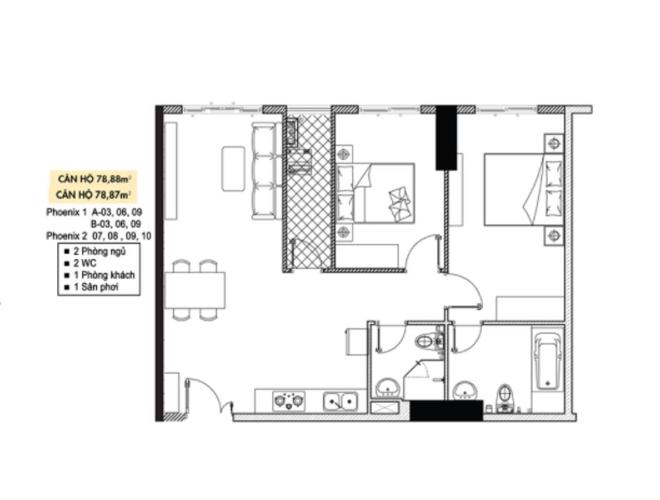 CĂN HỘ 78,88m²
CĂN HỘ 78,87m²
Phoenix 1 A-03, 06, 09
B-03, 06, 09
Phoenix 2 07, 08 , 09, 10
■ 2 Phòng ngủ
■ 2 WC
■ 1 Phòng khách
■ 1 Sân phơi